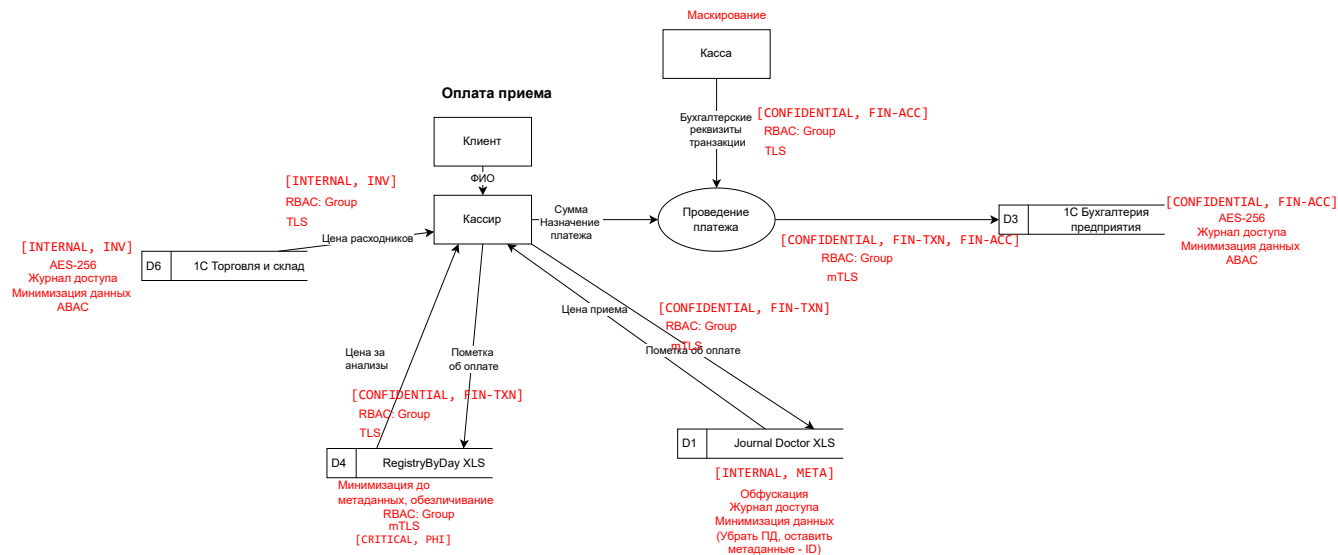 Маскирование
Касса
Оплата приема
Клиент
ФИО
Кассир
Бухгалтерские
реквизиты
транзакции
[CONFIDENTIAL, FIN-ACC]
RBAC: Group
TLS
[INTERNAL, INV]
RBAC: Group
TLS
Цена расходников
[INTERNAL, INV]
AES-256
Журнал доступа
Минимизация данных
ABAC
D6
1С Торговля и склад
Сумма
Назначение
платежа
Проведение
платежа
[CONFIDENTIAL, FIN-TXN, FIN-ACC]
RBAC: Group
mTLS
D3
1С Бухгалтерия
предприятия
[CONFIDENTIAL, FIN-ACC]
AES-256
Журнал доступа
Минимизация данных
ABAC
Цена приема
[CONFIDENTIAL, FIN-TXN]
RBAC: Group
mTLS
Пометка об оплате
Цена за
анализы
Пометка
об оплате
[CONFIDENTIAL, FIN-TXN]
RBAC: Group
TLS
D4
RegistryByDay XLS
Минимизация до
метаданных, обезличивание
RBAC: Group
mTLS
[CRITICAL, PHI]
D1
Journal Doctor XLS
[INTERNAL, META]
Обфускация
Журнал доступа
Минимизация данных
(Убрать ПД, оставить
метаданные - ID)